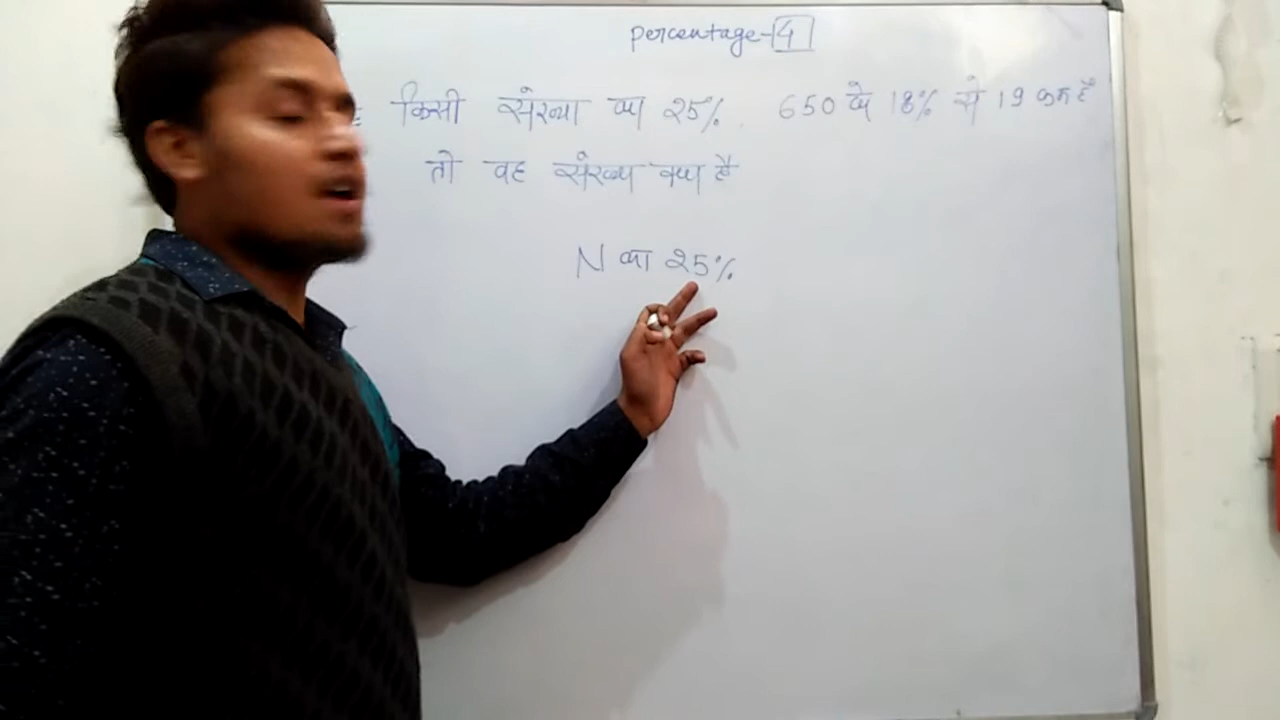 percentage-4
किसी संख्या का 25% 650 के 18% से 19 कम है
तो वह संख्या क्या है
N का 25%